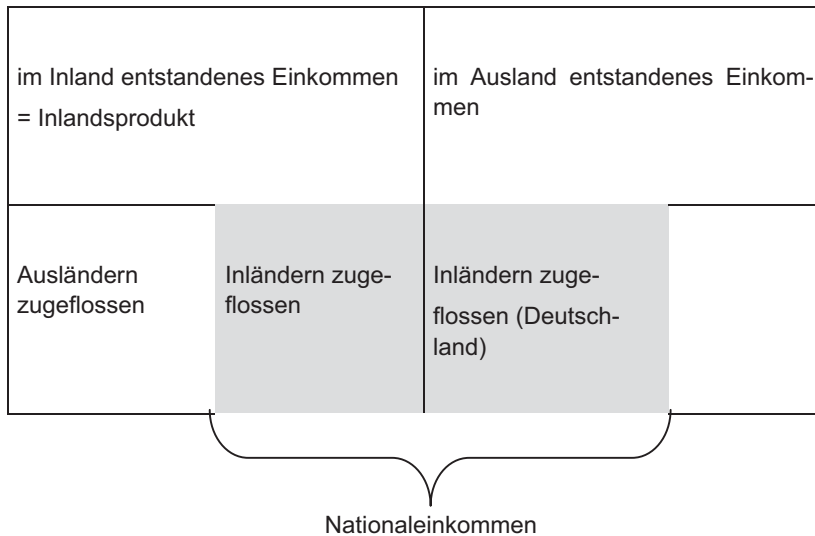 im Inland entstandenes Einkommen
= Inlandsprodukt
im Ausland entstandenes Einkom-
men
Ausländern
zugeflossen
Inländern zuge-
flossen
Inländern zuge-
flossen (Deutsch-
land)
Nationaleinkommen